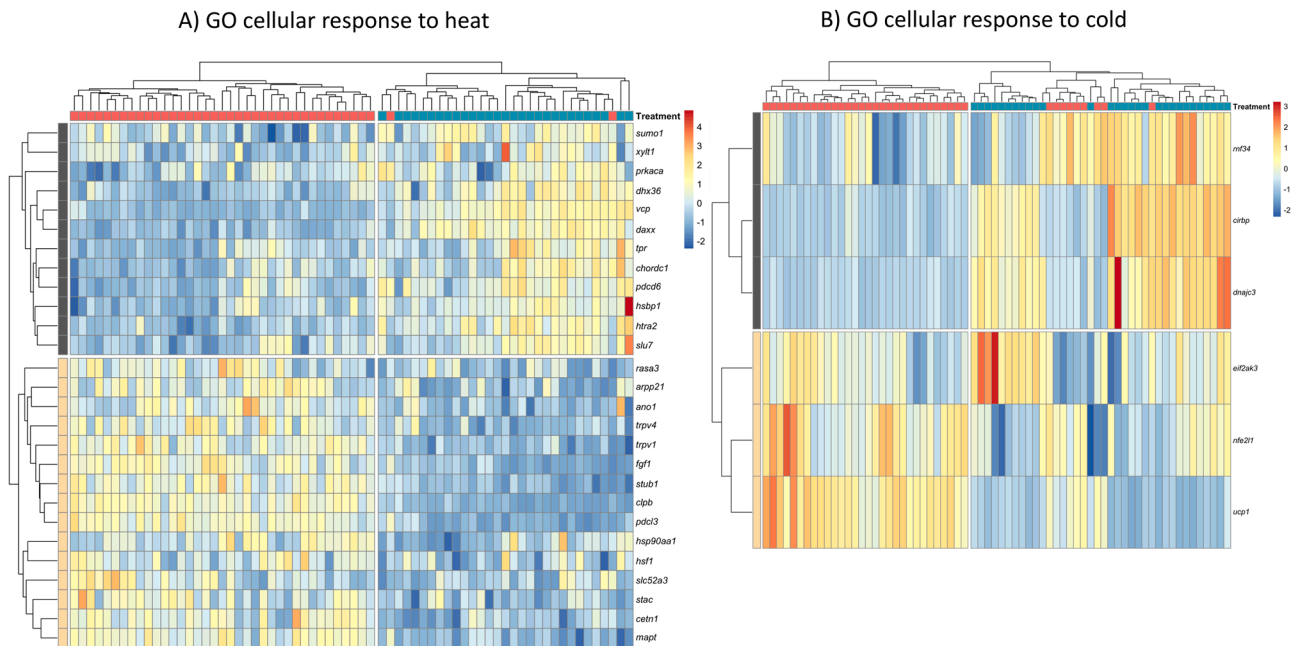 A) GO cellular response to heat
Treatment
sumo1
xylt1
prkaca
dhx36
vcp
daxx
tpr
chordc1
pdcd6
hsbp1
htra2
slu7
rasa3
arpp21
ano1
trpv4
trpv1
fgf1
stub1
clpb
pdcl3
hsp90aa1
hsf1
slc52a3
stac
cetn1
mapt
4
3
2
1
0
-1
-2
B) GO cellular response to cold
Treatment
rnf34
cirbp
dnajc3
eif2ak3
nfe2l1
ucp1
3
2
1
0
-1
-2